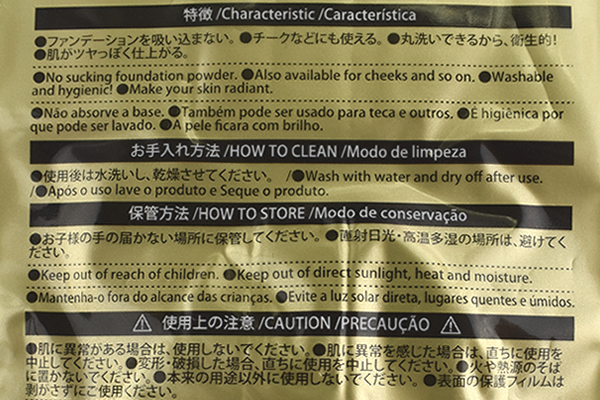 特徴 /Characteristic /Característica
●ファンデーションを吸い込まない。●チークなどにも使える。●丸洗いできるから、衛生的!
●肌がツヤっぽく仕上がる。
●No sucking foundation powder. ●Also available for cheeks and so on. ●Washable
and hygienic! ●Make your skin radiant.
●Não absorve a base. ●Também pode ser usado para teca e outros. ●É higiênica por
que pode ser lavado. ●A pele ficara com brilho.
お手入れ方法 /HOW TO CLEAN /Modo de limpeza
●使用後は水洗いし、乾燥させてください。 /●Wash with water and dry off after use.
/●Após o uso lave o produto e Seque o produto.
保管方法 /HOW TO STORE /Modo de conservação
●お子様の手の届かない場所に保管してください。●直射日光・高温多湿の場所は、避けてく
ださい。
●Keep out of reach of children. ●Keep out of direct sunlight, heat and moisture.
●Mantenha-o fora do alcance das crianças. ●Evite a luz solar direta, lugares quentes e úmidos.
⚠ 使用上の注意 /CAUTION /PRECAUÇÃO ⚠
●肌に異常がある場合は、使用しないでください。●肌に異常を感じた場合は、直ちに使用を
中止してください。●変形・破損した場合、直ちに使用を中止してください。●火や熱源のそば
に置かないでください。●本来の用途以外に使用しないでください。●表面の保護フィルムは
剥がさずにご使用ください。